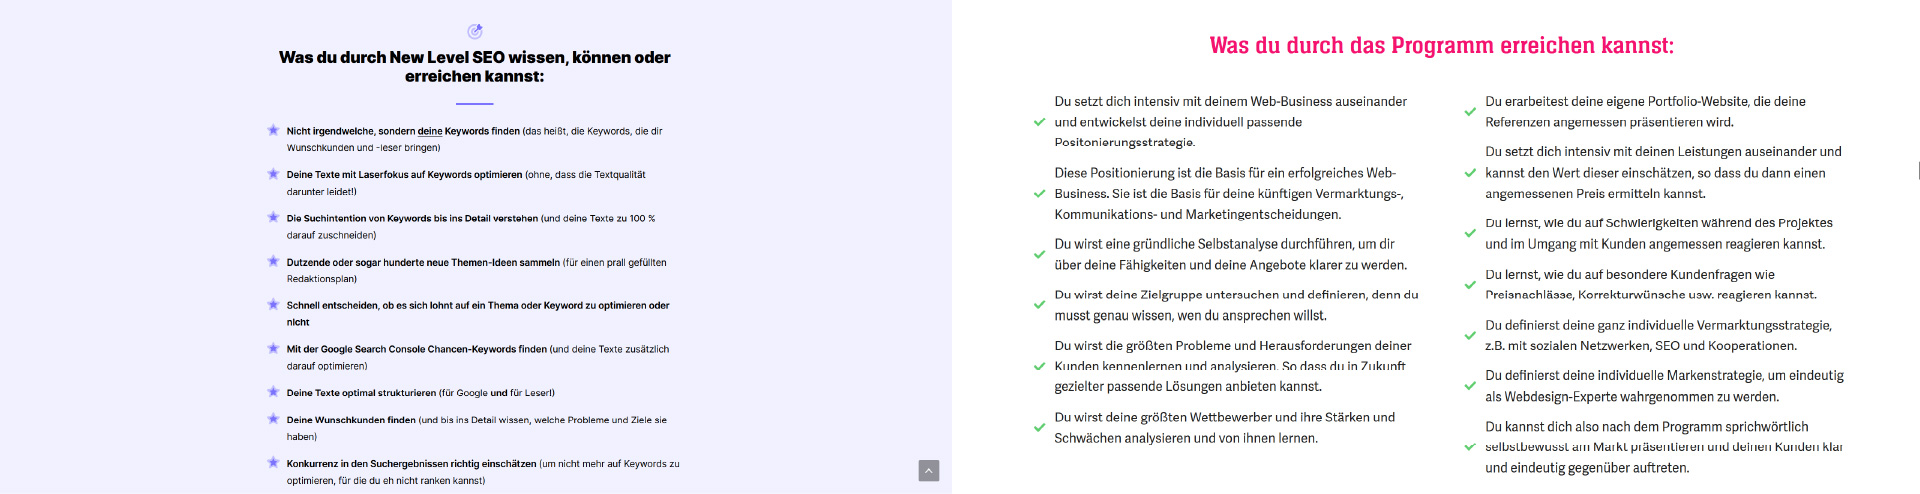 Was du durch New Level SEO wissen, können oder
erreichen kannst:
Nicht irgendwelche, sondern deine Keywords finden (das heißt, die Keywords, die dir
Wunschkunden und -leser bringen)
Deine Texte mit Laserfokus auf Keywords optimieren (ohne, dass die Textqualität
darunter leidet!)
Die Suchintention von Keywords bis ins Detail verstehen (und deine Texte zu 100 %
darauf zuschneiden)
Dutzende oder sogar hunderte neue Themen-Ideen sammeln (für einen prall gefüllten
Redaktionsplan)
Schnell entscheiden, ob es sich lohnt auf ein Thema oder Keyword zu optimieren oder
nicht
Mit der Google Search Console Chancen-Keywords finden (und deine Texte zusätzlich
darauf optimieren)
Deine Texte optimal strukturieren (für Google und für Leser!)
Deine Wunschkunden finden (und bis ins Detail wissen, welche Probleme und Ziele sie
haben)
Konkurrenz in den Suchergebnissen richtig einschätzen (um nicht mehr auf Keywords zu
optimieren, für die du eh nicht ranken kannst)
Was du durch das Programm erreichen kannst:
Du setzt dich intensiv mit deinem Web-Business auseinander
und entwickelst deine individuell passende
Positionierungsstrategie.
Diese Positionierung ist die Basis für ein erfolgreiches Web-
Business. Sie ist die Basis für deine künftigen Vermarktungs-,
Kommunikations- und Marketingentscheidungen.
Du wirst eine gründliche Selbstanalyse durchführen, um dir
über deine Fähigkeiten und deine Angebote klarer zu werden.
Du wirst deine Zielgruppe untersuchen und definieren, denn du
musst genau wissen, wen du ansprechen willst.
Du wirst die größten Probleme und Herausforderungen deiner
Kunden kennenlernen und analysieren. So dass du in Zukunft
gezielter passende Lösungen anbieten kannst.
Du wirst deine größten Wettbewerber und ihre Stärken und
Schwächen analysieren und von ihnen lernen.
Du erarbeitest deine eigene Portfolio-Website, die deine
Referenzen angemessen präsentieren wird.
Du setzt dich intensiv mit deinen Leistungen auseinander und
kannst den Wert dieser einschätzen, so dass du dann einen
angemessenen Preis ermitteln kannst.
Du lernst, wie du auf Schwierigkeiten während des Projektes
und im Umgang mit Kunden angemessen reagieren kannst.
Du lernst, wie du auf besondere Kundenfragen wie
Preisnachlässe, Korrekturwünsche usw. reagieren kannst.
Du definierst deine ganz individuelle Vermarktungsstrategie,
z.B. mit sozialen Netzwerken, SEO und Kooperationen.
Du definierst deine individuelle Markenstrategie, um eindeutig
als Webdesign-Experte wahrgenommen zu werden.
Du kannst dich also nach dem Programm sprichwörtlich
selbstbewusst am Markt präsentieren und deinen Kunden klar
und eindeutig gegenüber auftreten.